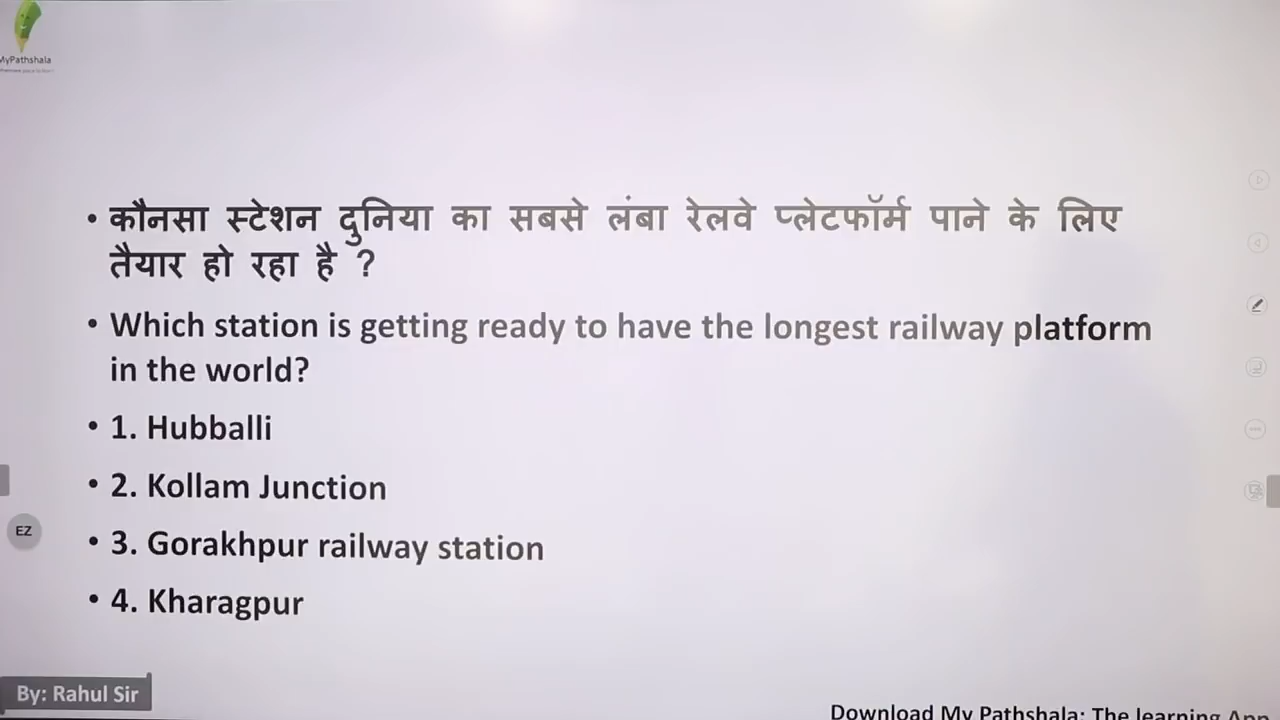 MyPathshala
कौनसा स्टेशन दुनिया का सबसे लंबा रेलवे प्लेटफॉर्म पाने के लिए
तैयार हो रहा है ?
Which station is getting ready to have the longest railway platform
in the world?
1. Hubballi
2. Kollam Junction
3. Gorakhpur railway station
4. Kharagpur
EZ
By: Rahul Sir
Download My Pathshala: The learning App